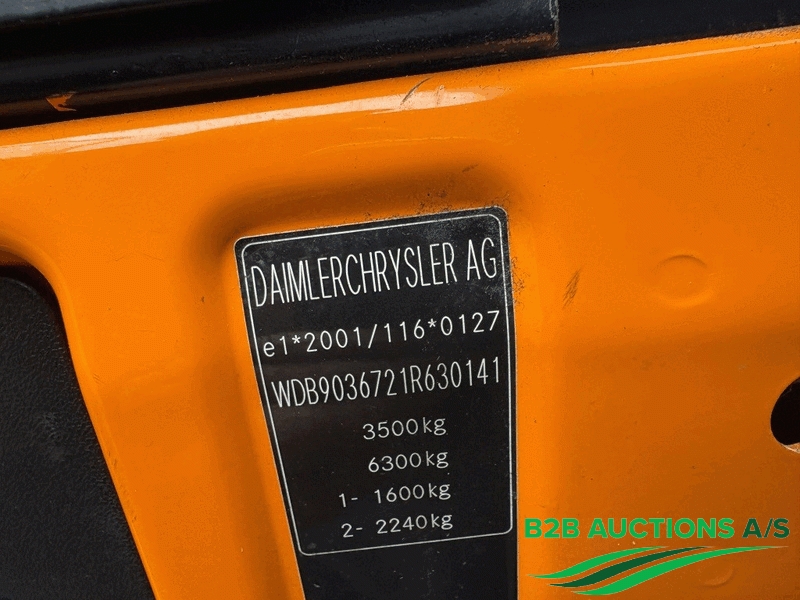 DAIMLERCHRYSLER AG
e1*2001/116*0127
WDB9036721R630141
3500kg
6300kg
1- 1600kg
2- 2240kg
B2B AUCTIONS A/S